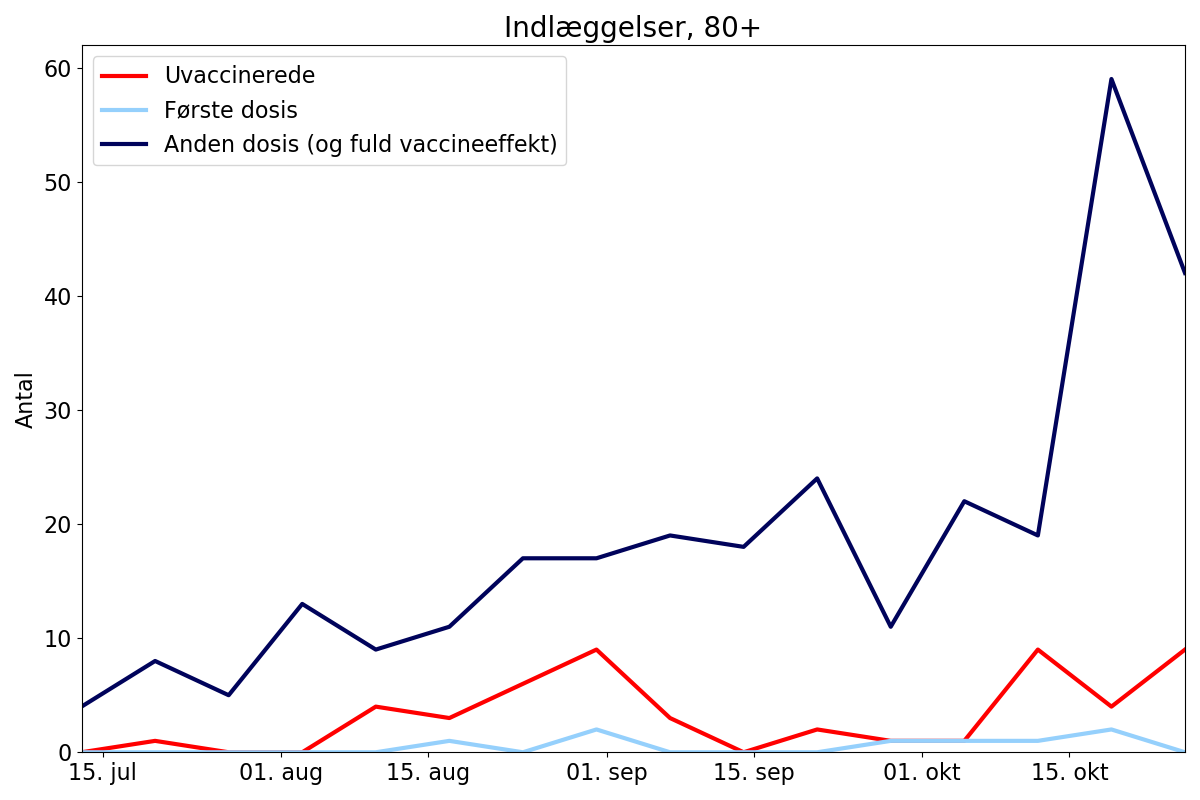 Indlæggelser, 80+
Uvaccinerede
Første dosis
Anden dosis (og fuld vaccineeffekt)
Antal
60
50
40
30
20
10
0
15. jul 01. aug 15. aug 01. sep 15. sep 01. okt 15. okt